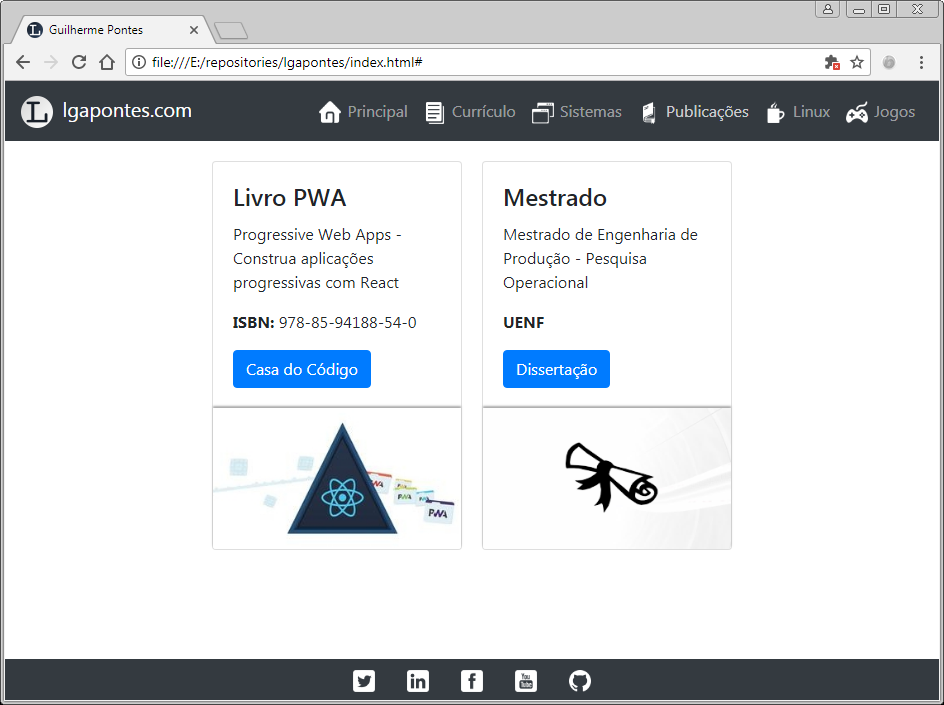 Guilherme Pontes
file:///E:/repositories/lgapontes/index.html#
L lgapontes.com Principal Currículo Sistemas Publicações Linux Jogos
Livro PWA
Progressive Web Apps -
Construa aplicações
progressivas com React
ISBN: 978-85-94188-54-0
Casa do Código
Mestrado
Mestrado de Engenharia de
Produção - Pesquisa
Operacional
UENF
Dissertação
PWA
PWA
PWA
PWA
PWA
You
Tube